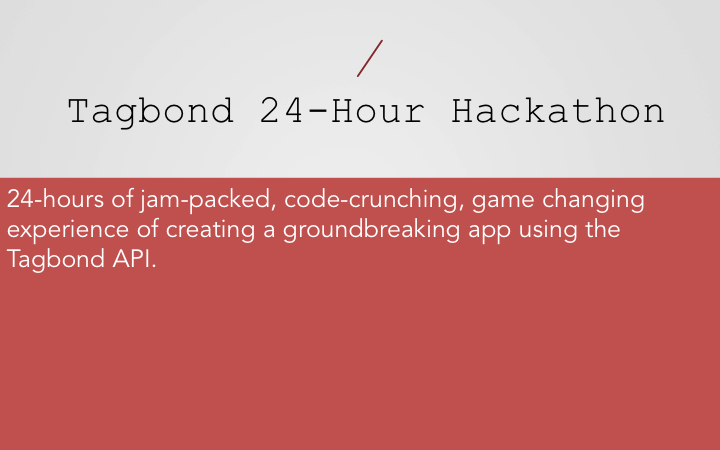 Tagbond 24-Hour Hackathon
24-hours of jam-packed, code-crunching, game changing
experience of creating a groundbreaking app using the
Tagbond API.